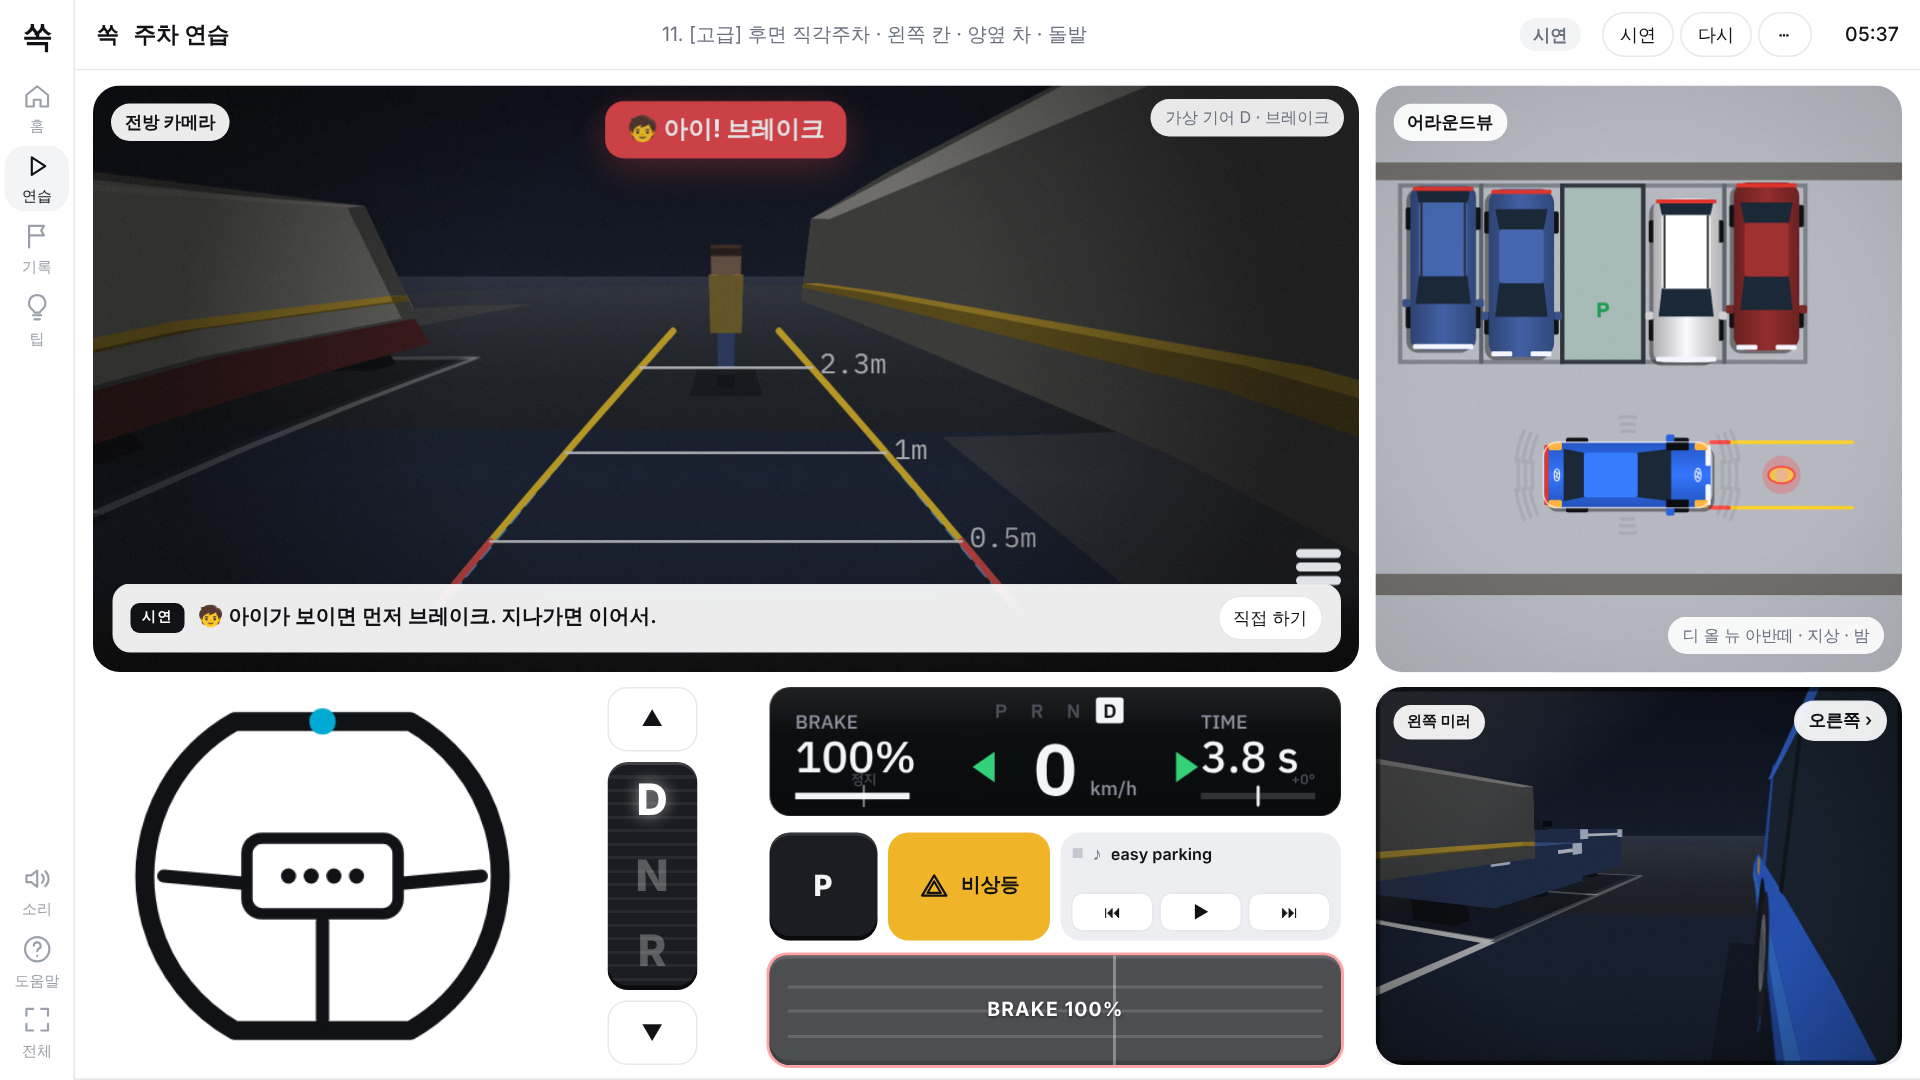 쏙
홈
연습
기록
팁
소리
도움말
전체
쏙 주차 연습
11. [고급] 후면 직각주차 · 왼쪽 칸 · 양옆 차 · 돌발
시연
시연
다시
···
05:37
전방 카메라
🧒 아이! 브레이크
가상 기어 D · 브레이크
2.3m
1m
0.5m
시연 🧒 아이가 보이면 먼저 브레이크. 지나가면 이어서.
직접 하기
어라운드뷰
P
디 올 뉴 아반떼 · 지상 · 밤
▲
D
N
R
▼
BRAKE
100%
정지
P R N D
0 km/h
TIME
3.8 s
+0°
P
비상등
♪ easy parking
BRAKE 100%
왼쪽 미러
오른쪽 ›